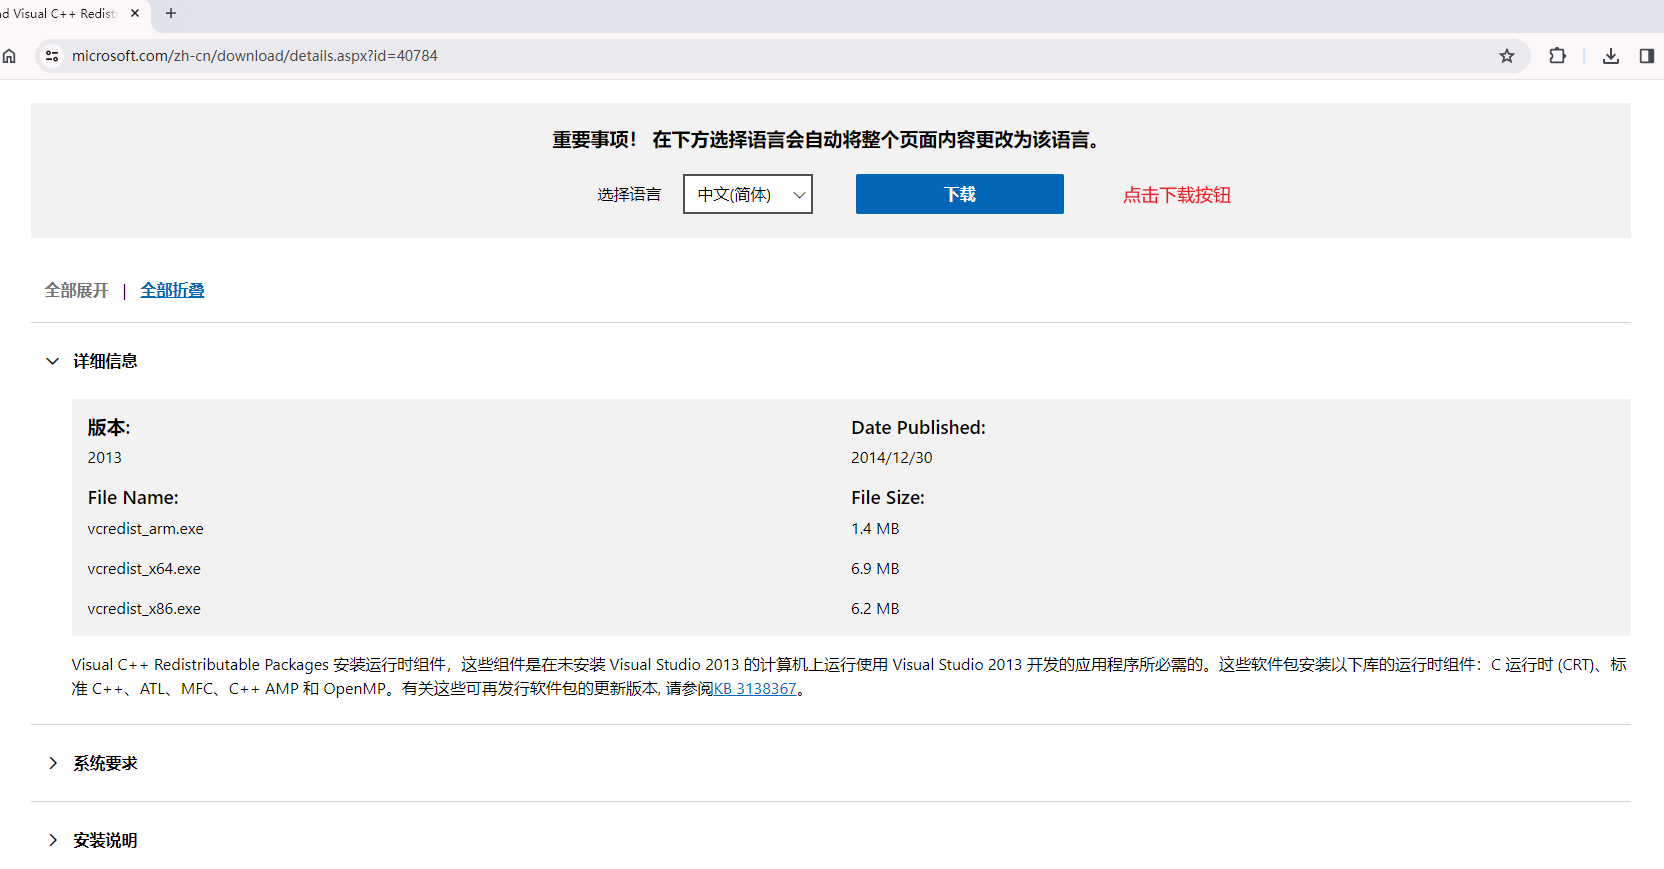 nd Visual C++ Redist
microsoft.com/zh-cn/download/details.aspx?id=40784
重要事项！ 在下方选择语言会自动将整个页面内容更改为该语言。
选择语言 中文(简体) 下载 点击下载按钮
全部展开 | 全部折叠
详细信息
版本: Date Published:
2013 2014/12/30
File Name: File Size:
vcredist_arm.exe 1.4 MB
vcredist_x64.exe 6.9 MB
vcredist_x86.exe 6.2 MB
Visual C++ Redistributable Packages 安装运行时组件，这些组件是在未安装 Visual Studio 2013 的计算机上运行使用 Visual Studio 2013 开发的应用程序所必需的。这些软件包安装以下库的运行时组件：C 运行时 (CRT)、标
准 C++、ATL、MFC、C++ AMP 和 OpenMP。有关这些可再发行软件包的更新版本, 请参阅KB 3138367。
系统要求
安装说明